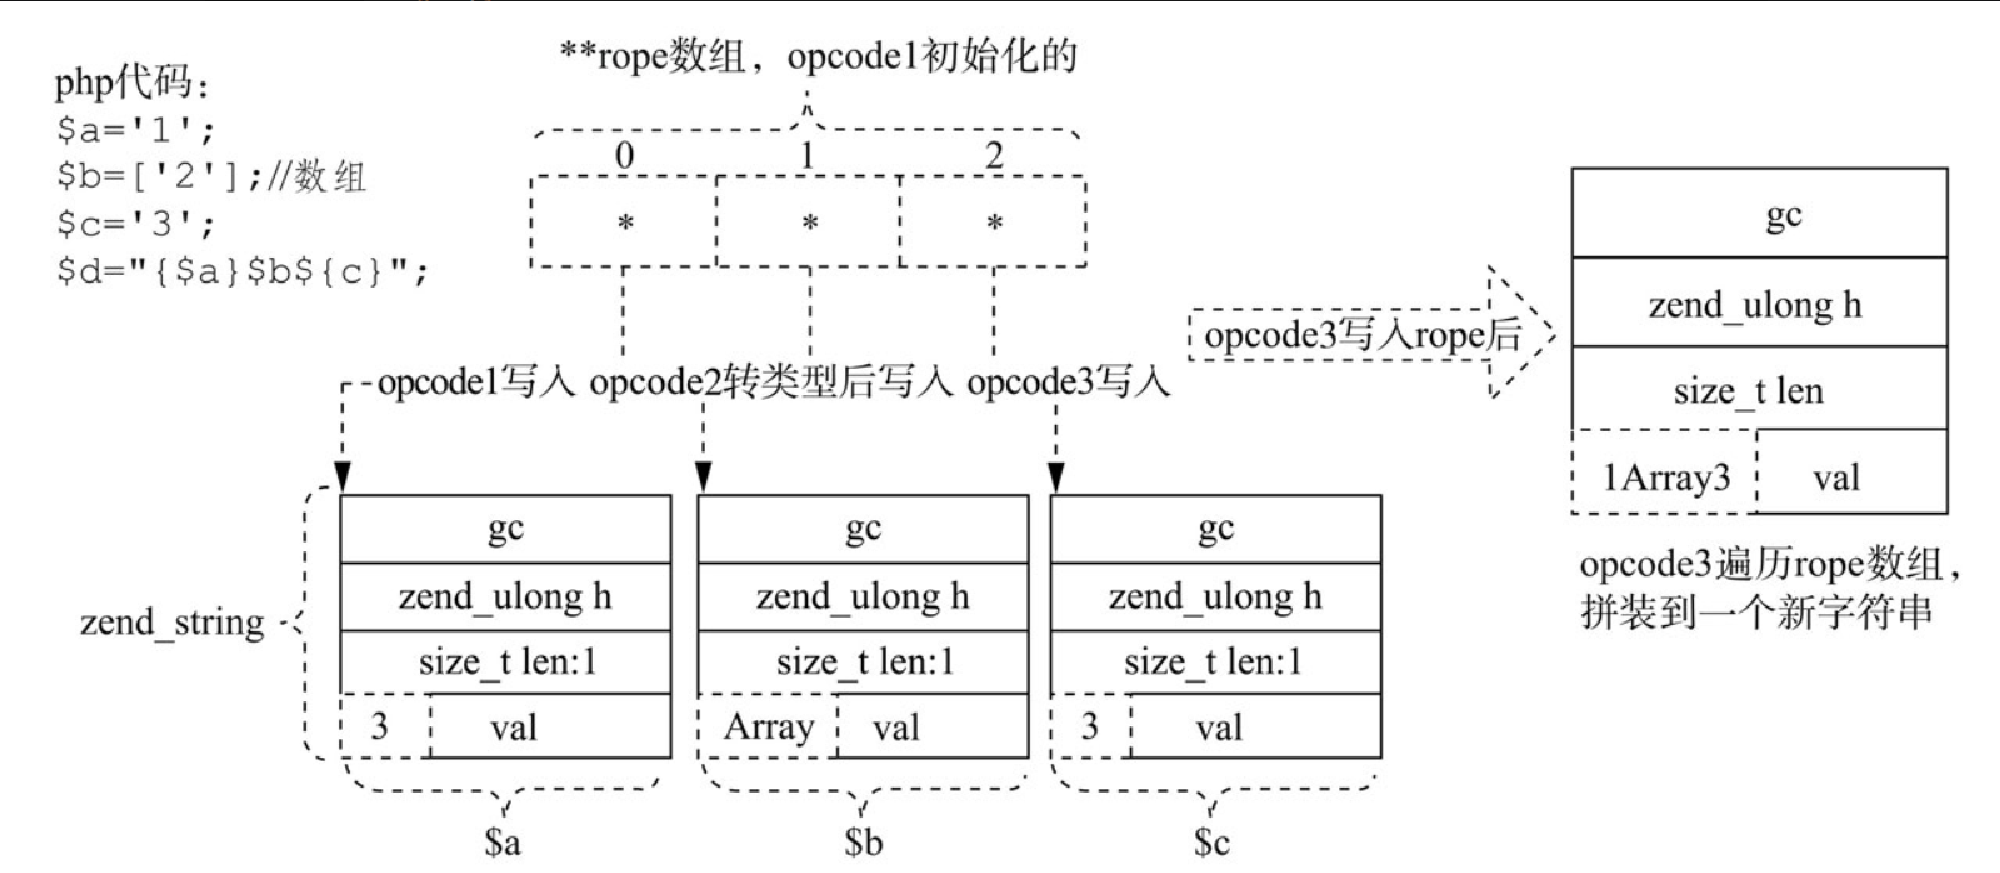 php代码：
$a='1';
$b=['2'];//数组
$c='3';
$d="{$a}$b${c}";
**rope数组，opcode1初始化的
0 1 2
* * *
opcode1写入 opcode2转类型后写入 opcode3写入
opcode3写入rope后
zend_string
gc
zend_ulong h
size_t len:1
3 val
$a
gc
zend_ulong h
size_t len:1
Array val
$b
gc
zend_ulong h
size_t len:1
3 val
$c
gc
zend_ulong h
size_t len
1Array3 val
opcode3遍历rope数组，
拼装到一个新字符串